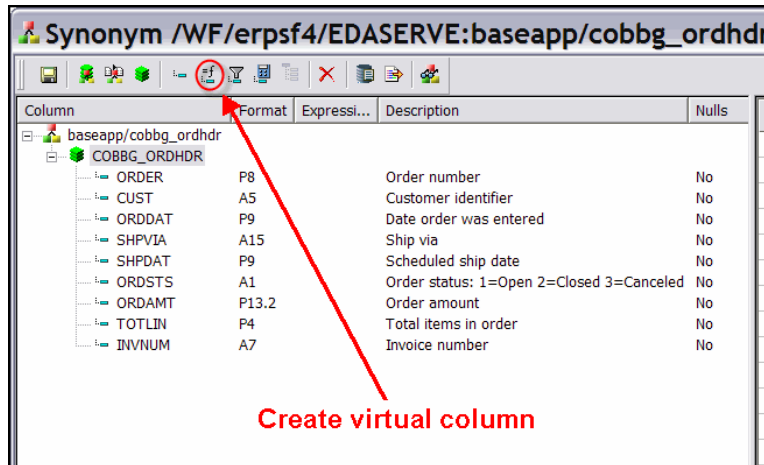 Synonym /WF/erpsf4/EDASERVE:baseapp/cobbg_ordhdr
Column Format Expressi... Description Nulls
baseapp/cobbg_ordhdr
COBBG_ORDHDR
ORDER P8 Order number No
CUST A5 Customer identifier No
ORDDAT P9 Date order was entered No
SHPVIA A15 Ship via No
SHPDAT P9 Scheduled ship date No
ORDSTS A1 Order status: 1=Open 2=Closed 3=Canceled No
ORDAMT P13.2 Order amount No
TOTLIN P4 Total items in order No
INVNUM A7 Invoice number No
Create virtual column